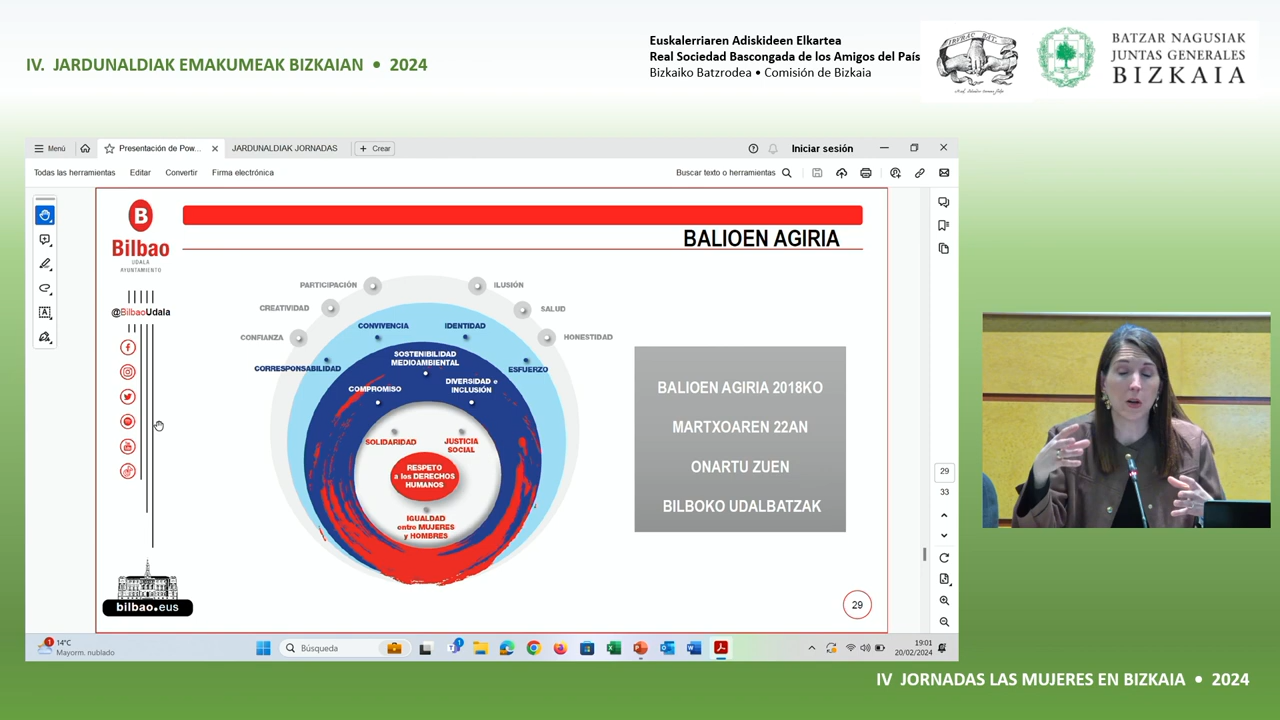 IV. JARDUNALDIAK EMAKUMEAK BIZKAIAN • 2024
Euskalerriaren Adiskideen Elkartea
Real Sociedad Bascongada de los Amigos del País
Bizkaiko Batzrodea • Comisión de Bizkaia
BATZAR NAGUSIAK
JUNTAS GENERALES
BIZKAIA
Menú
Presentación de Pow...
JARDUNALDIAK JORNADAS
Crear
Iniciar sesión
Todas las herramientas
Editar
Convertir
Firma electrónica
Buscar texto o herramientas
B
Bilbao
UDALA
AYUNTAMIENTO
@BilbaoUdala
BALIOEN AGIRIA
PARTICIPACIÓN
ILUSIÓN
CREATIVIDAD
SALUD
CONFIANZA
HONESTIDAD
CONVIVENCIA
IDENTIDAD
CORRESPONSABILIDAD
ESFUERZO
SOSTENIBILIDAD
MEDIOAMBIENTAL
COMPROMISO
DIVERSIDAD e
INCLUSIÓN
SOLIDARIDAD
JUSTICIA
SOCIAL
RESPETO
a los DERECHOS
HUMANOS
IGUALDAD
entre MUJERES
y HOMBRES
BALIOEN AGIRIA 2018KO
MARTXOAREN 22AN
ONARTU ZUEN
BILBOKO UDALBATZAK
bilbao.eus
29
29
33
1
14°C
Mayorm. nublado
Búsqueda
19:01
20/02/2024
IV JORNADAS LAS MUJERES EN BIZKAIA • 2024